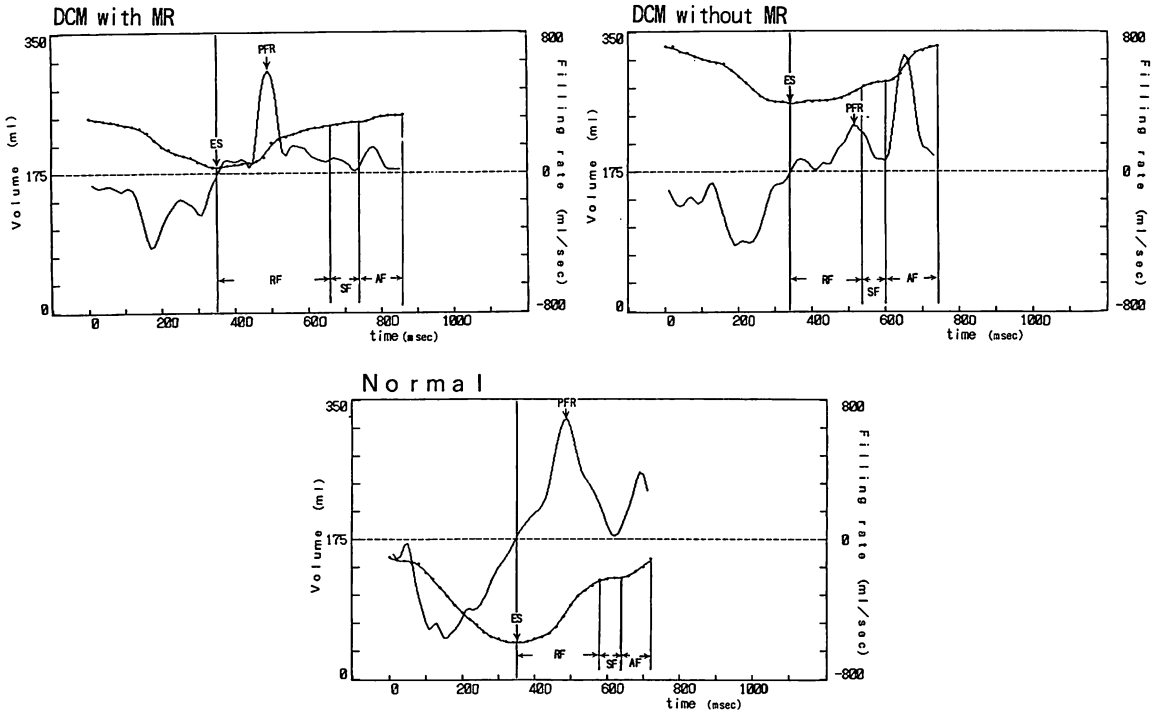 DCM with MR
350
175
0
Volume (ml)
800
0
-800
Filling rate (ml/sec)
PFR
ES
RF
SF
AF
0 200 400 600 800 1000
time (msec)
DCM without MR
350
175
0
Volume (ml)
800
0
-800
Filling rate (ml/sec)
ES
PFR
RF
SF
AF
0 200 400 600 800 1000
time (msec)
Normal
350
175
0
Volume (ml)
800
0
-800
Filling rate (ml/sec)
PFR
ES
RF
SF
AF
0 200 400 600 800 1000
time (msec)